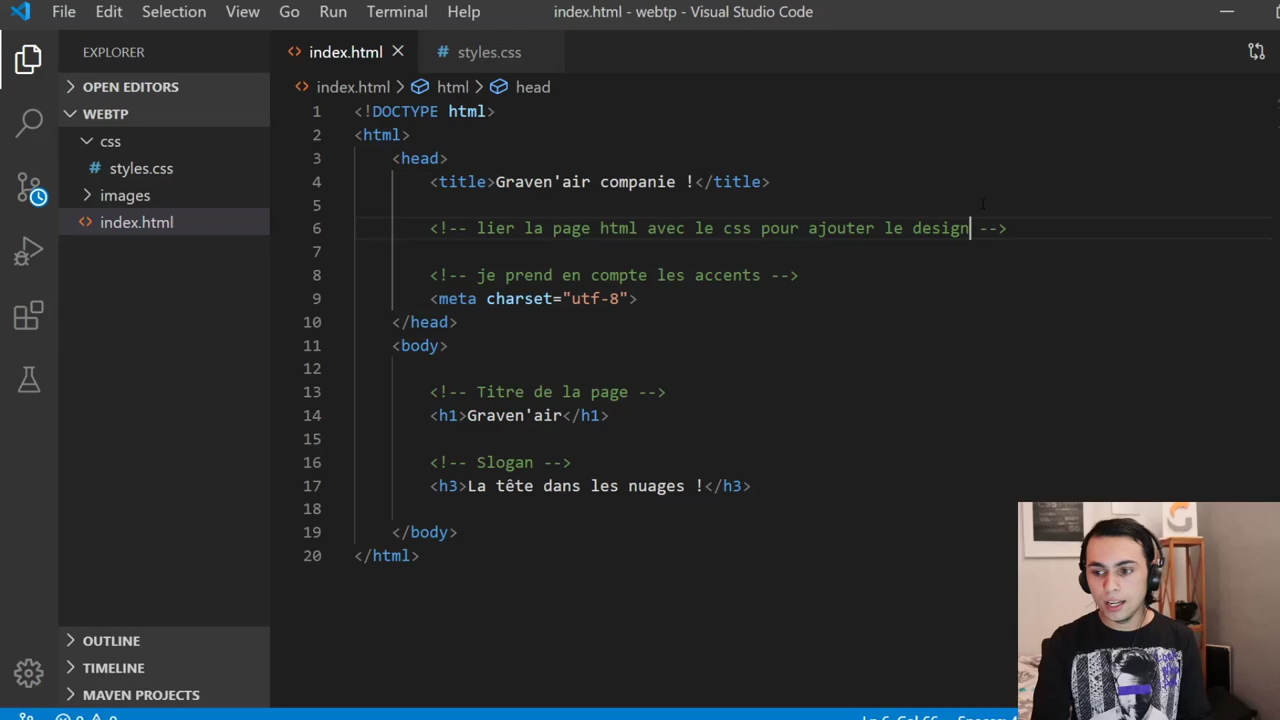 File Edit Selection View Go Run Terminal Help index.html - webtp - Visual Studio Code
EXPLORER
OPEN EDITORS
WEBTP
css
# styles.css
images
<> index.html
OUTLINE
TIMELINE
MAVEN PROJECTS
<> index.html # styles.css
<> index.html > html > head
1 <!DOCTYPE html>
2 <html>
3 <head>
4 <title>Graven'air companie !</title>
5
6 <!-- lier la page html avec le css pour ajouter le design -->
7
8 <!-- je prend en compte les accents -->
9 <meta charset="utf-8">
10 </head>
11 <body>
12
13 <!-- Titre de la page -->
14 <h1>Graven'air</h1>
15
16 <!-- Slogan -->
17 <h3>La tête dans les nuages !</h3>
18
19 </body>
20 </html>